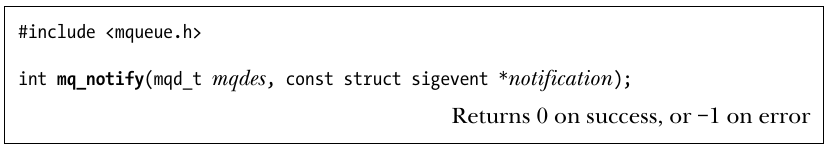 #include <mqueue.h>
int mq_notify(mqd_t mqdes, const struct sigevent *notification);
Returns 0 on success, or −1 on error